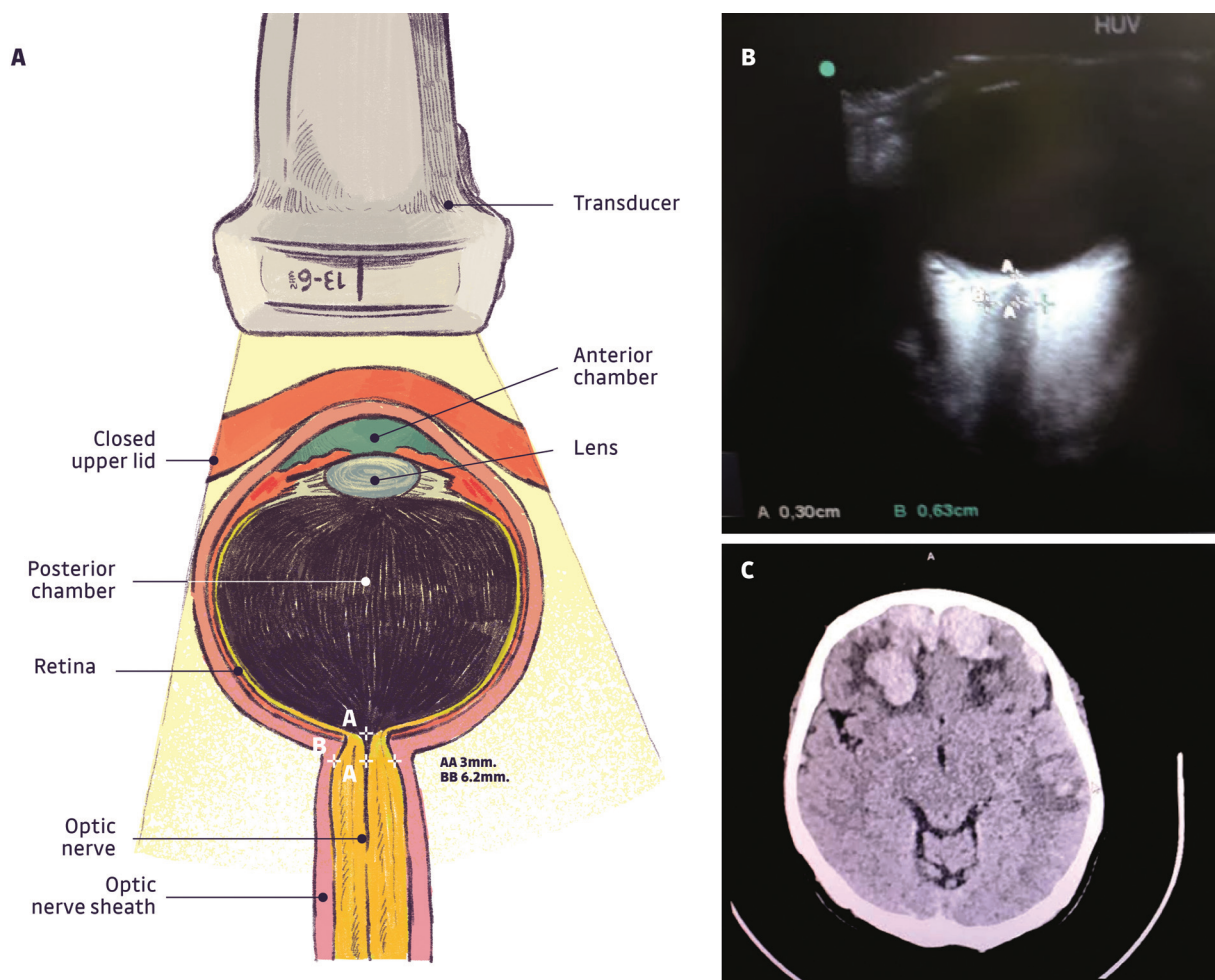 A
13-6
MHz
Transducer
Anterior
chamber
Closed
upper lid
Lens
Posterior
chamber
Retina
A
B
A
AA 3mm.
BB 6.2mm.
Optic
nerve
Optic
nerve sheath
B
HUV
A
B
A
A 0,30cm
B 0,63cm
C
A